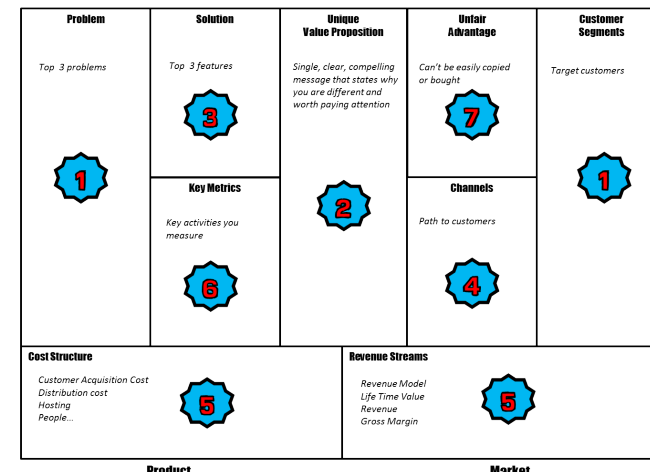 Problem
Top 3 problems
1
Solution
Top 3 features
3
Key Metrics
Key activities you
measure
6
Unique
Value Proposition
Single, clear, compelling
message that states why
you are different and
worth paying attention
2
Unfair
Advantage
Can't be easily copied
or bought
7
Channels
Path to customers
4
Customer
Segments
Target customers
1
Cost Structure
Customer Acquisition Cost
Distribution cost
Hosting
People...
5
Revenue Streams
Revenue Model
Life Time Value
Revenue
Gross Margin
5
Product
Market